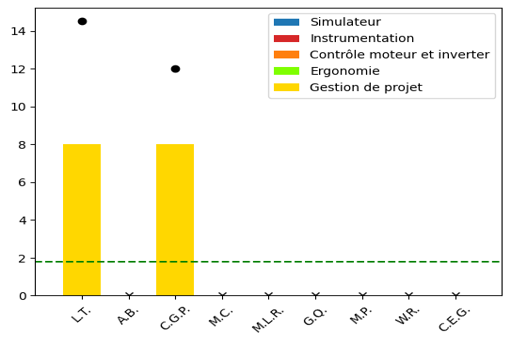 14
12
10
8
6
4
2
0
Simulateur
Instrumentation
Contrôle moteur et inverter
Ergonomie
Gestion de projet
L.T.
A.B.
C.G.P.
M.C.
M.L.R.
G.Q.
M.P.
W.R.
C.E.G.